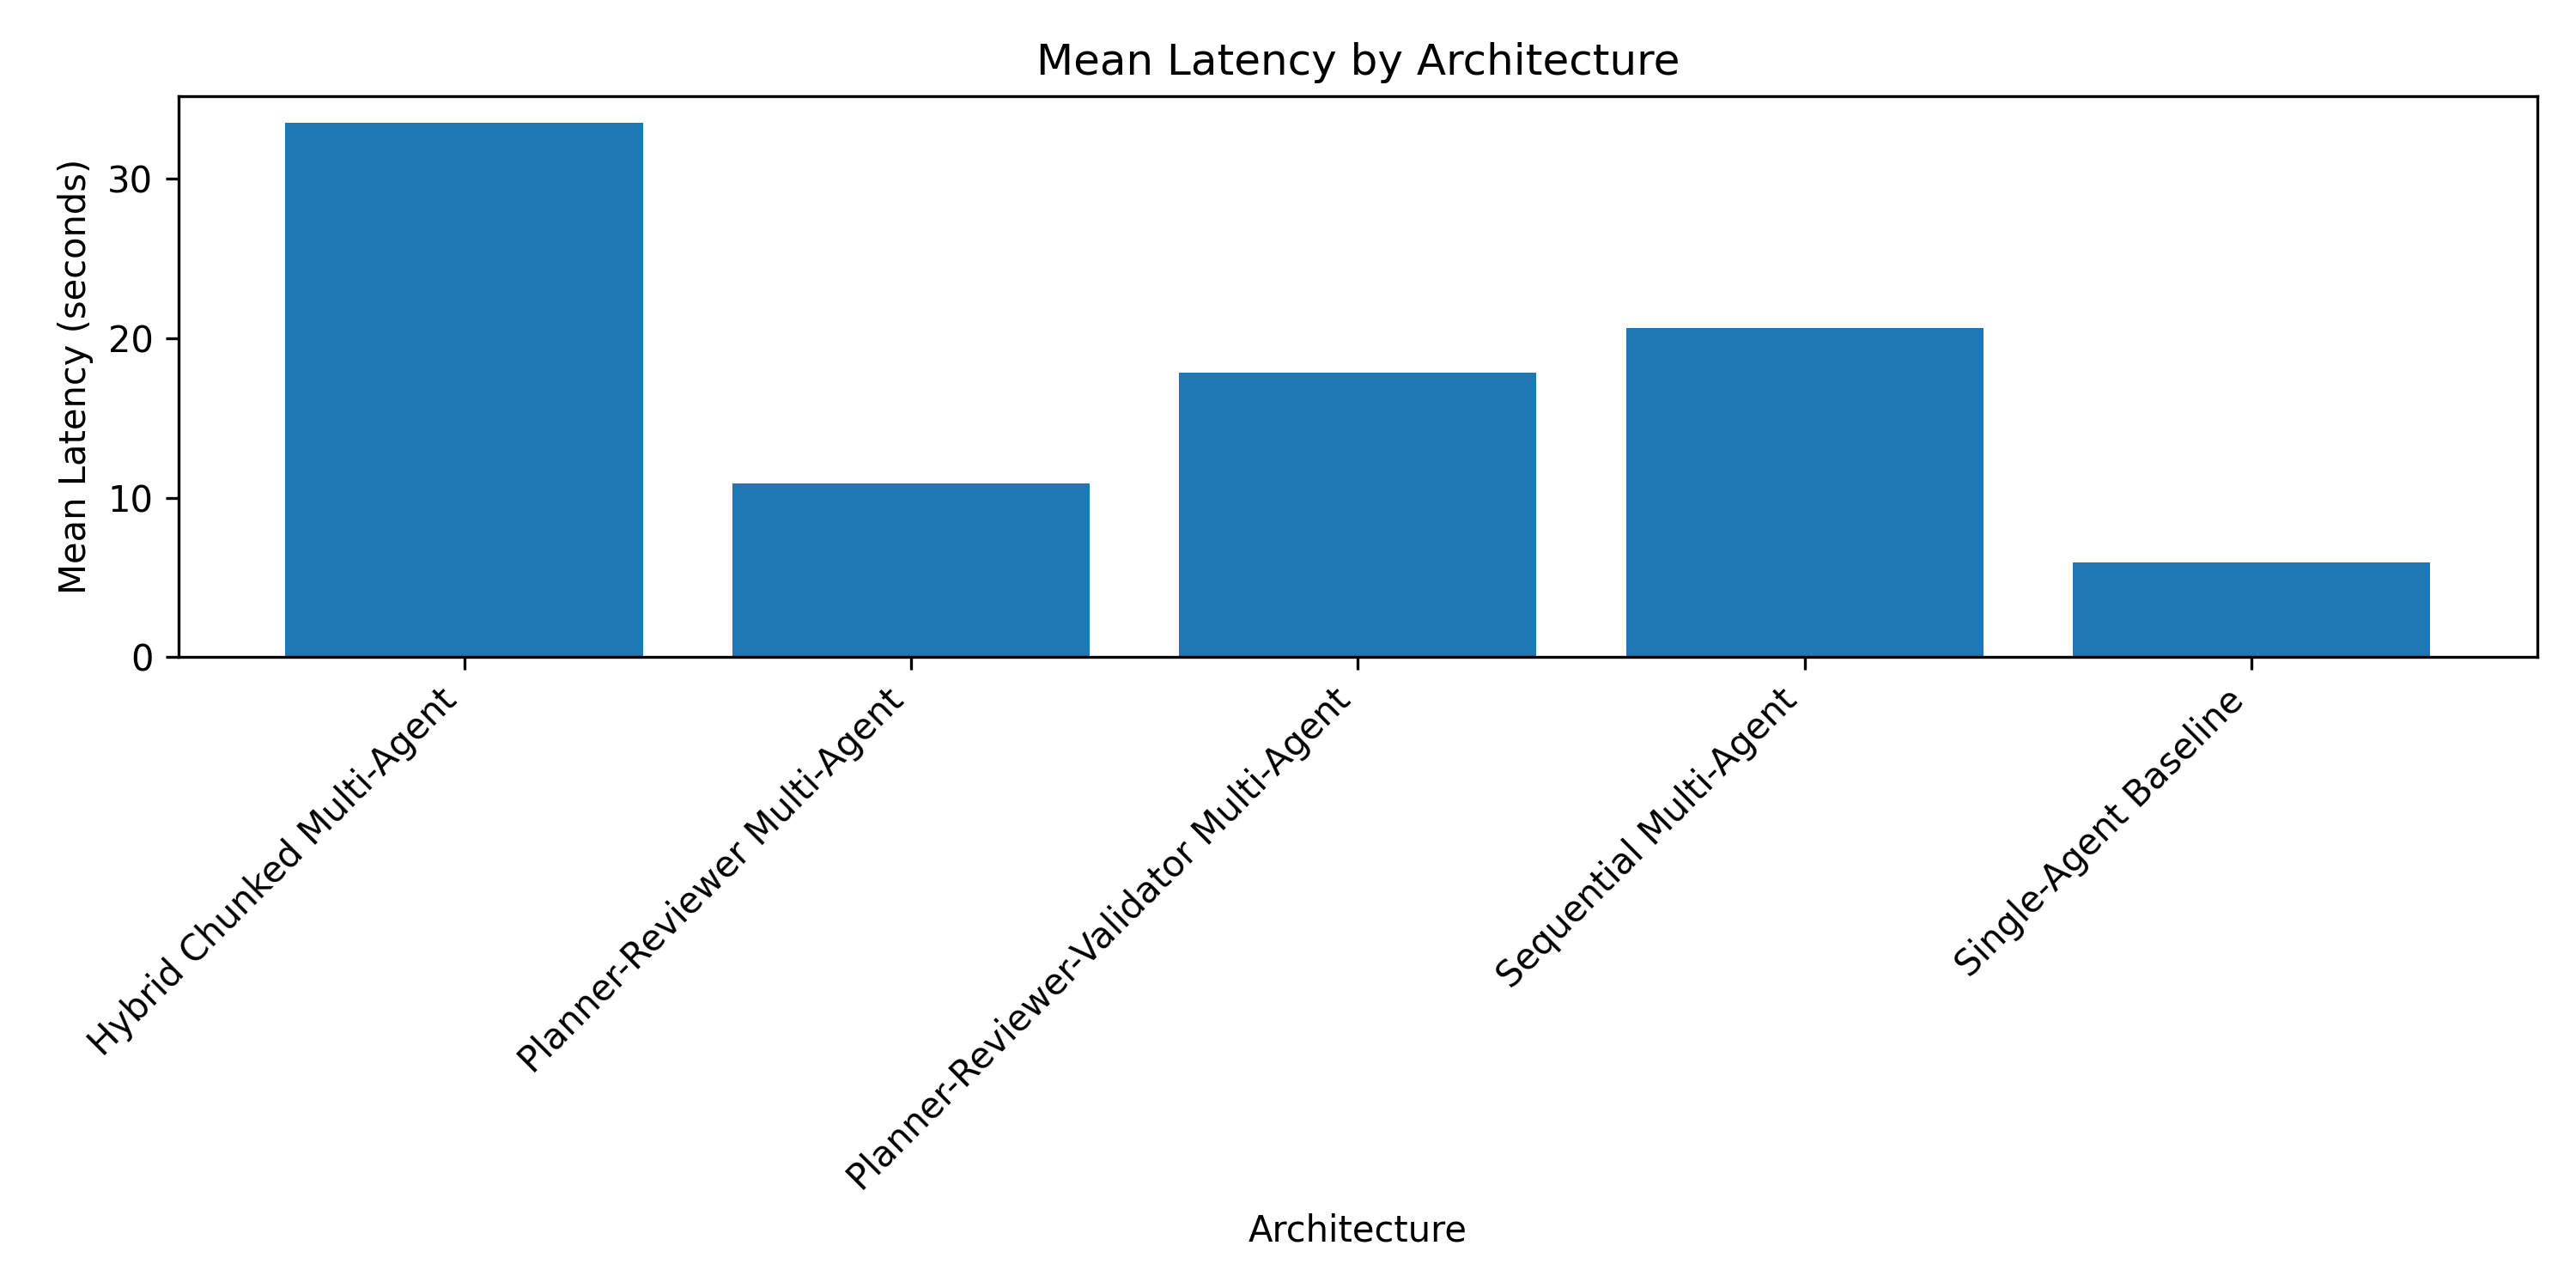 Mean Latency by Architecture
Mean Latency (seconds)
30
20
10
0
Hybrid Chunked Multi-Agent
Planner-Reviewer Multi-Agent
Planner-Reviewer-Validator Multi-Agent
Sequential Multi-Agent
Single-Agent Baseline
Architecture